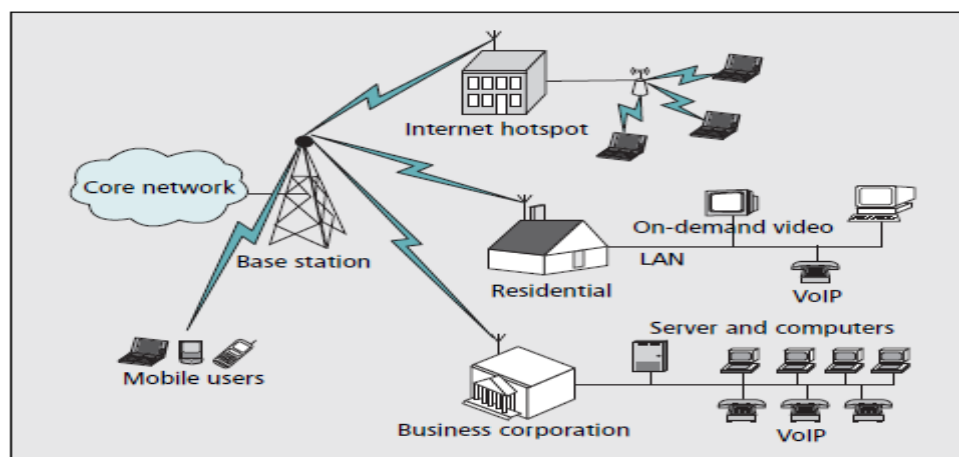 Internet hotspot
Core network
Base station
On-demand video
LAN
Residential
VoIP
Mobile users
Server and computers
Business corporation
VoIP